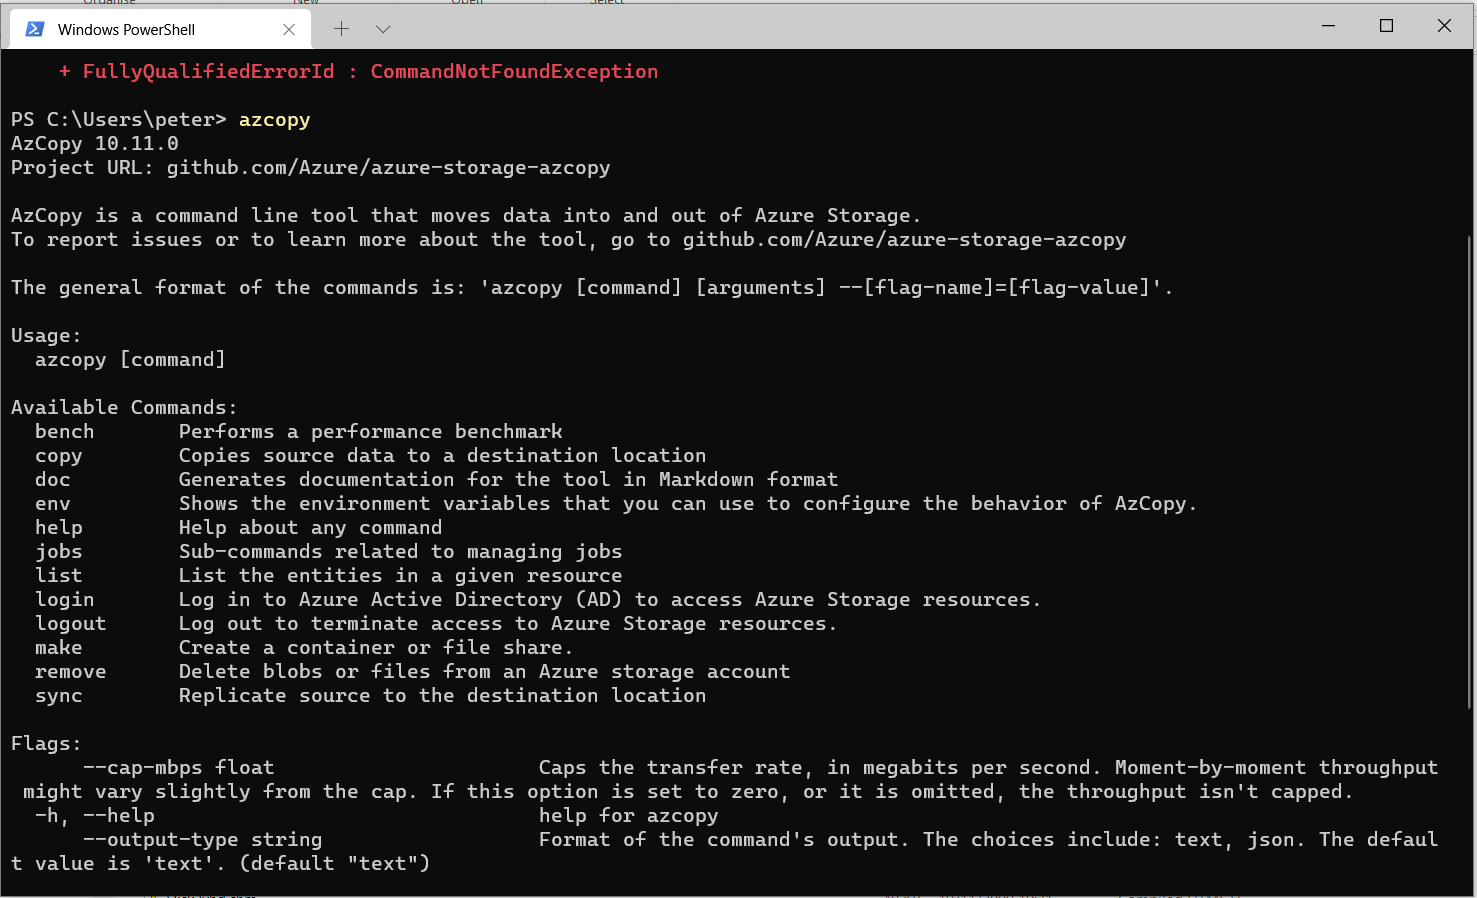 Organise New Open Select
Windows PowerShell
+ FullyQualifiedErrorId : CommandNotFoundException
PS C:\Users\peter> azcopy
AzCopy 10.11.0
Project URL: github.com/Azure/azure-storage-azcopy
AzCopy is a command line tool that moves data into and out of Azure Storage.
To report issues or to learn more about the tool, go to github.com/Azure/azure-storage-azcopy
The general format of the commands is: 'azcopy [command] [arguments] --[flag-name]=[flag-value]'.
Usage:
azcopy [command]
Available Commands:
bench Performs a performance benchmark
copy Copies source data to a destination location
doc Generates documentation for the tool in Markdown format
env Shows the environment variables that you can use to configure the behavior of AzCopy.
help Help about any command
jobs Sub-commands related to managing jobs
list List the entities in a given resource
login Log in to Azure Active Directory (AD) to access Azure Storage resources.
logout Log out to terminate access to Azure Storage resources.
make Create a container or file share.
remove Delete blobs or files from an Azure storage account
sync Replicate source to the destination location
Flags:
--cap-mbps float Caps the transfer rate, in megabits per second. Moment-by-moment throughput
might vary slightly from the cap. If this option is set to zero, or it is omitted, the throughput isn't capped.
-h, --help help for azcopy
--output-type string Format of the command's output. The choices include: text, json. The defaul
t value is 'text'. (default "text")